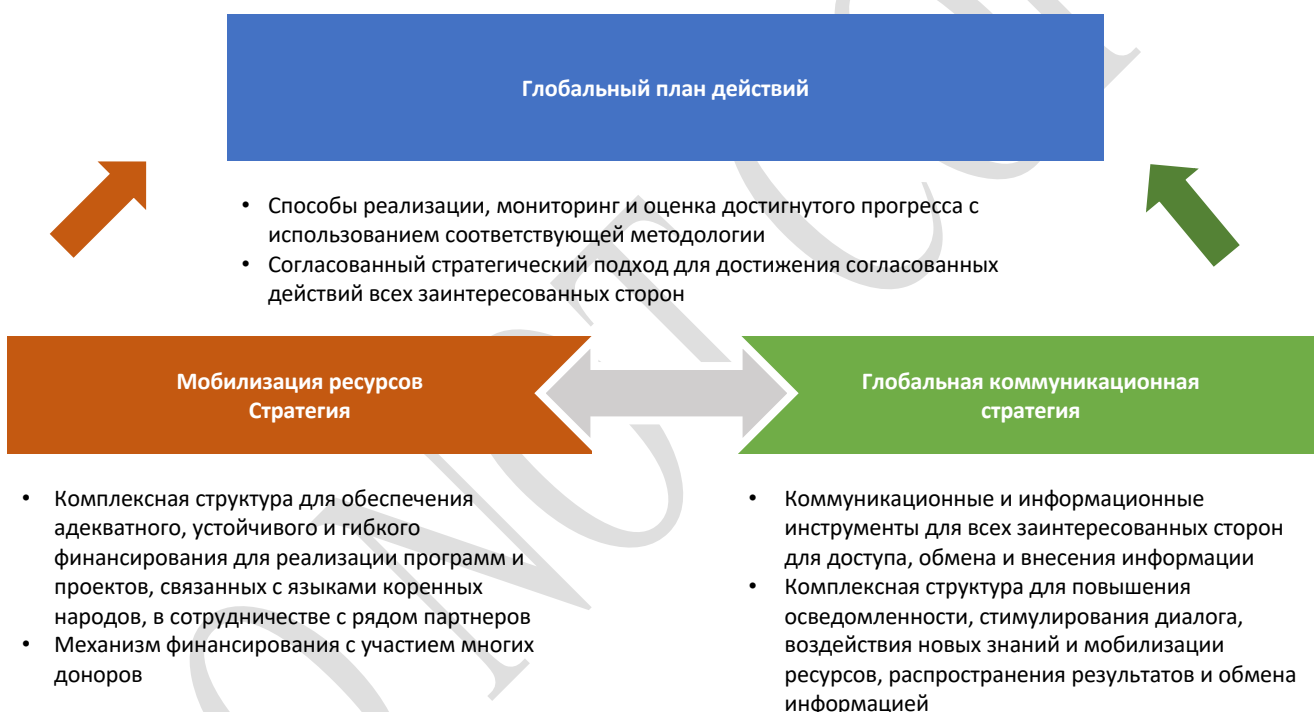 Глобальный план действий
• Способы реализации, мониторинг и оценка достигнутого прогресса с
использованием соответствующей методологии
• Согласованный стратегический подход для достижения согласованных
действий всех заинтересованных сторон
Мобилизация ресурсов
Стратегия
• Комплексная структура для обеспечения
адекватного, устойчивого и гибкого
финансирования для реализации программ и
проектов, связанных с языками коренных
народов, в сотрудничестве с рядом партнеров
• Механизм финансирования с участием многих
доноров
Глобальная коммуникационная
стратегия
• Коммуникационные и информационные
инструменты для всех заинтересованных сторон
для доступа, обмена и внесения информации
• Комплексная структура для повышения
осведомленности, стимулирования диалога,
воздействия новых знаний и мобилизации
ресурсов, распространения результатов и обмена
информацией